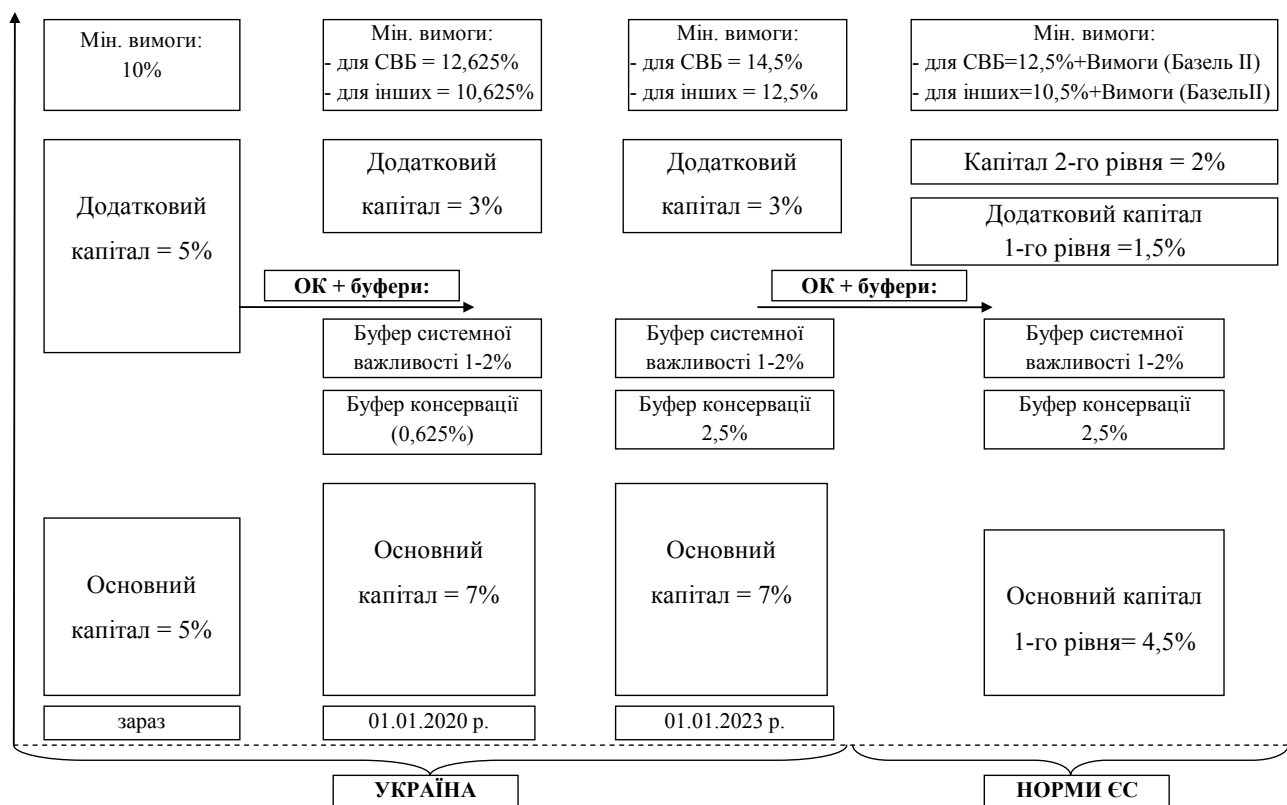 Мін. вимоги:
10%
Мін. вимоги:
- для СВБ = 12,625%
- для інших = 10,625%
Мін. вимоги:
- для СВБ = 14,5%
- для інших = 12,5%
Мін. вимоги:
- для СВБ=12,5%+Вимоги (Базель ІІ)
- для інших=10,5%+Вимоги (БазельІІ)
Додатковий
капітал = 5%
Додатковий
капітал = 3%
Додатковий
капітал = 3%
Капітал 2-го рівня = 2%
Додатковий капітал
1-го рівня =1,5%
ОК + буфери:
ОК + буфери:
Буфер системної
важливості 1-2%
Буфер системної
важливості 1-2%
Буфер системної
важливості 1-2%
Буфер консервації
(0,625%)
Буфер консервації
2,5%
Буфер консервації
2,5%
Основний
капітал = 5%
Основний
капітал = 7%
Основний
капітал = 7%
Основний капітал
1-го рівня= 4,5%
зараз
01.01.2020 р.
01.01.2023 р.
УКРАЇНА
НОРМИ ЄС